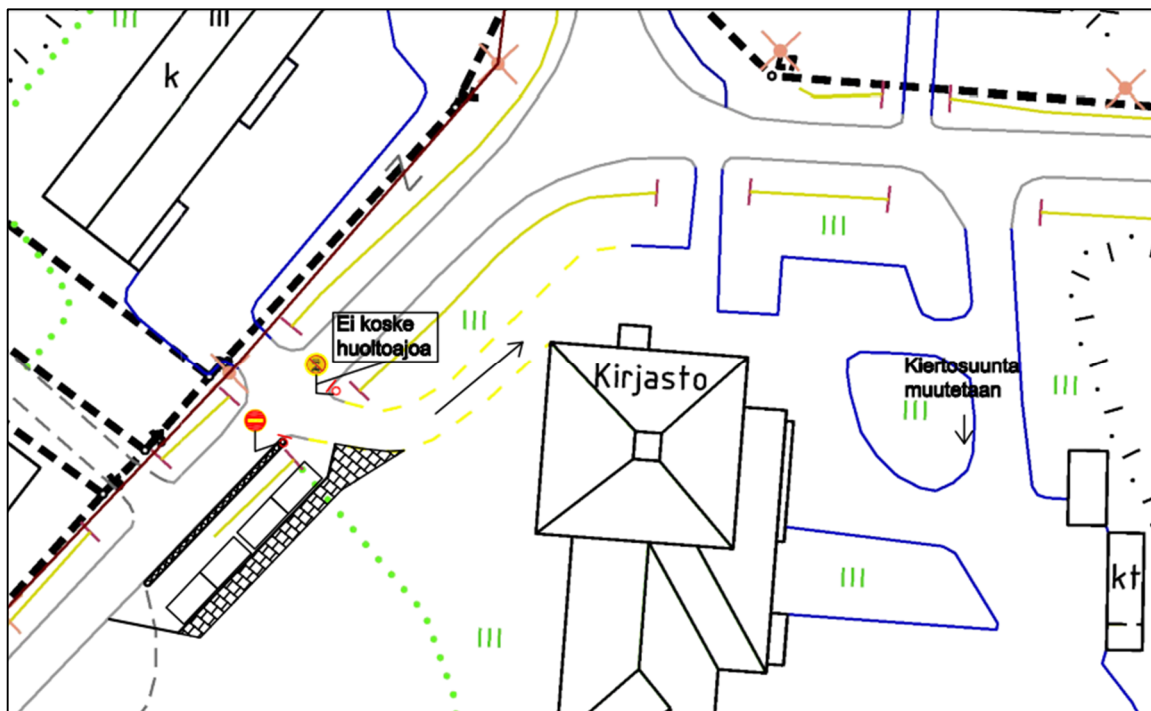 k
Ei koske
huoltoajoa
Kirjasto
Kiertosuunta
muutetaan
kt